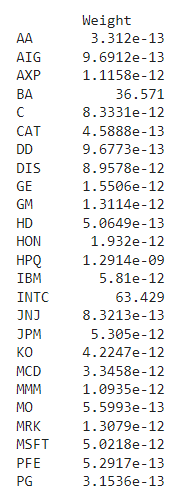 Weight
AA 3.312e-13
AIG 9.6912e-13
AXP 1.1158e-12
BA 36.571
C 8.3331e-12
CAT 4.5888e-13
DD 9.6773e-13
DIS 8.9578e-12
GE 1.5506e-12
GM 1.3114e-12
HD 5.0649e-13
HON 1.932e-12
HPQ 1.2914e-09
IBM 5.81e-12
INTC 63.429
JNJ 8.3213e-13
JPM 5.305e-12
KO 4.2247e-12
MCD 3.3458e-12
MMM 1.0935e-12
MO 5.5993e-13
MRK 1.3079e-12
MSFT 5.0218e-12
PFE 5.2917e-13
PG 3.1536e-13